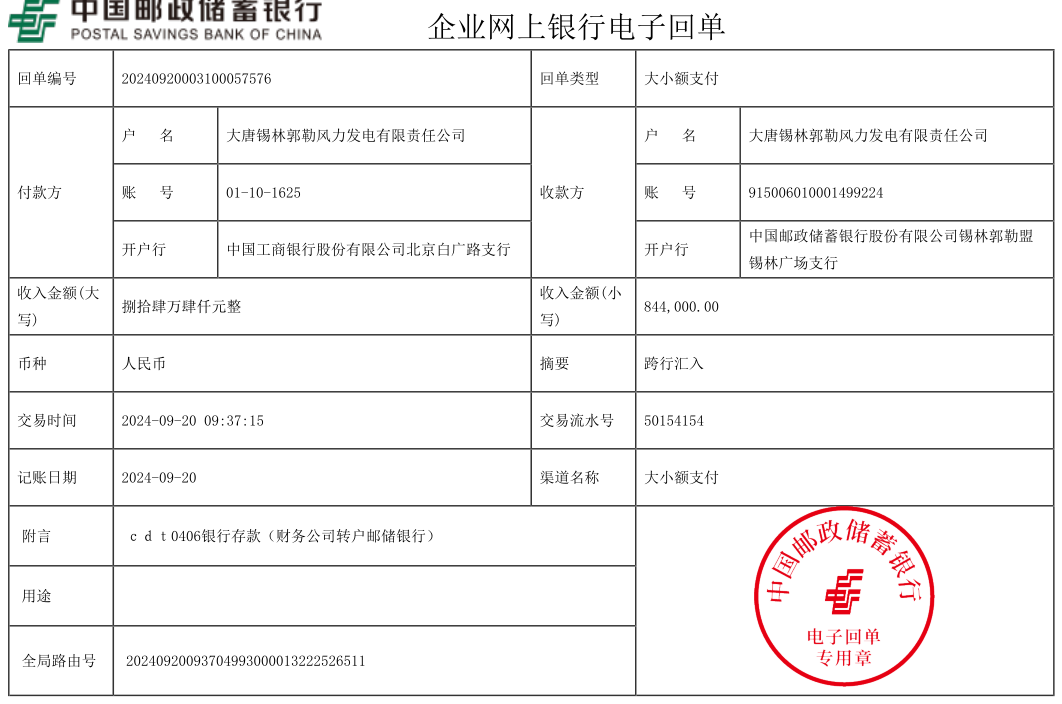 中国邮政储蓄银行
POSTAL SAVINGS BANK OF CHINA
企业网上银行电子回单
回单编号 20240920003100057576 回单类型 大小额支付
付款方 户 名 大唐锡林郭勒风力发电有限责任公司 收款方 户 名 大唐锡林郭勒风力发电有限责任公司
账 号 01-10-1625 账 号 915006010001499224
开户行 中国工商银行股份有限公司北京白广路支行 开户行 中国邮政储蓄银行股份有限公司锡林郭勒盟
锡林广场支行
收入金额(大
写) 捌拾肆万肆仟元整 收入金额(小
写) 844,000.00
币种 人民币 摘要 跨行汇入
交易时间 2024-09-20 09:37:15 交易流水号 50154154
记账日期 2024-09-20 渠道名称 大小额支付
附言 ｃｄｔ0406银行存款（财务公司转户邮储银行）
用途
全局路由号 20240920093704993000013222526511
中国邮政储蓄银行
电子回单
专用章